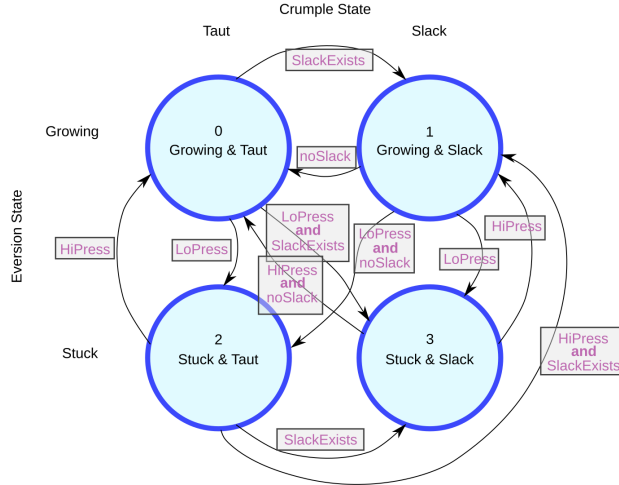 Crumple State
Taut
Slack
SlackExists
Growing
0
Growing & Taut
1
Growing & Slack
noSlack
Eversion State
HiPress
LoPress
LoPress
and
SlackExists
HiPress
and
noSlack
LoPress
and
noSlack
LoPress
HiPress
Stuck
2
Stuck & Taut
3
Stuck & Slack
HiPress
and
SlackExists
SlackExists